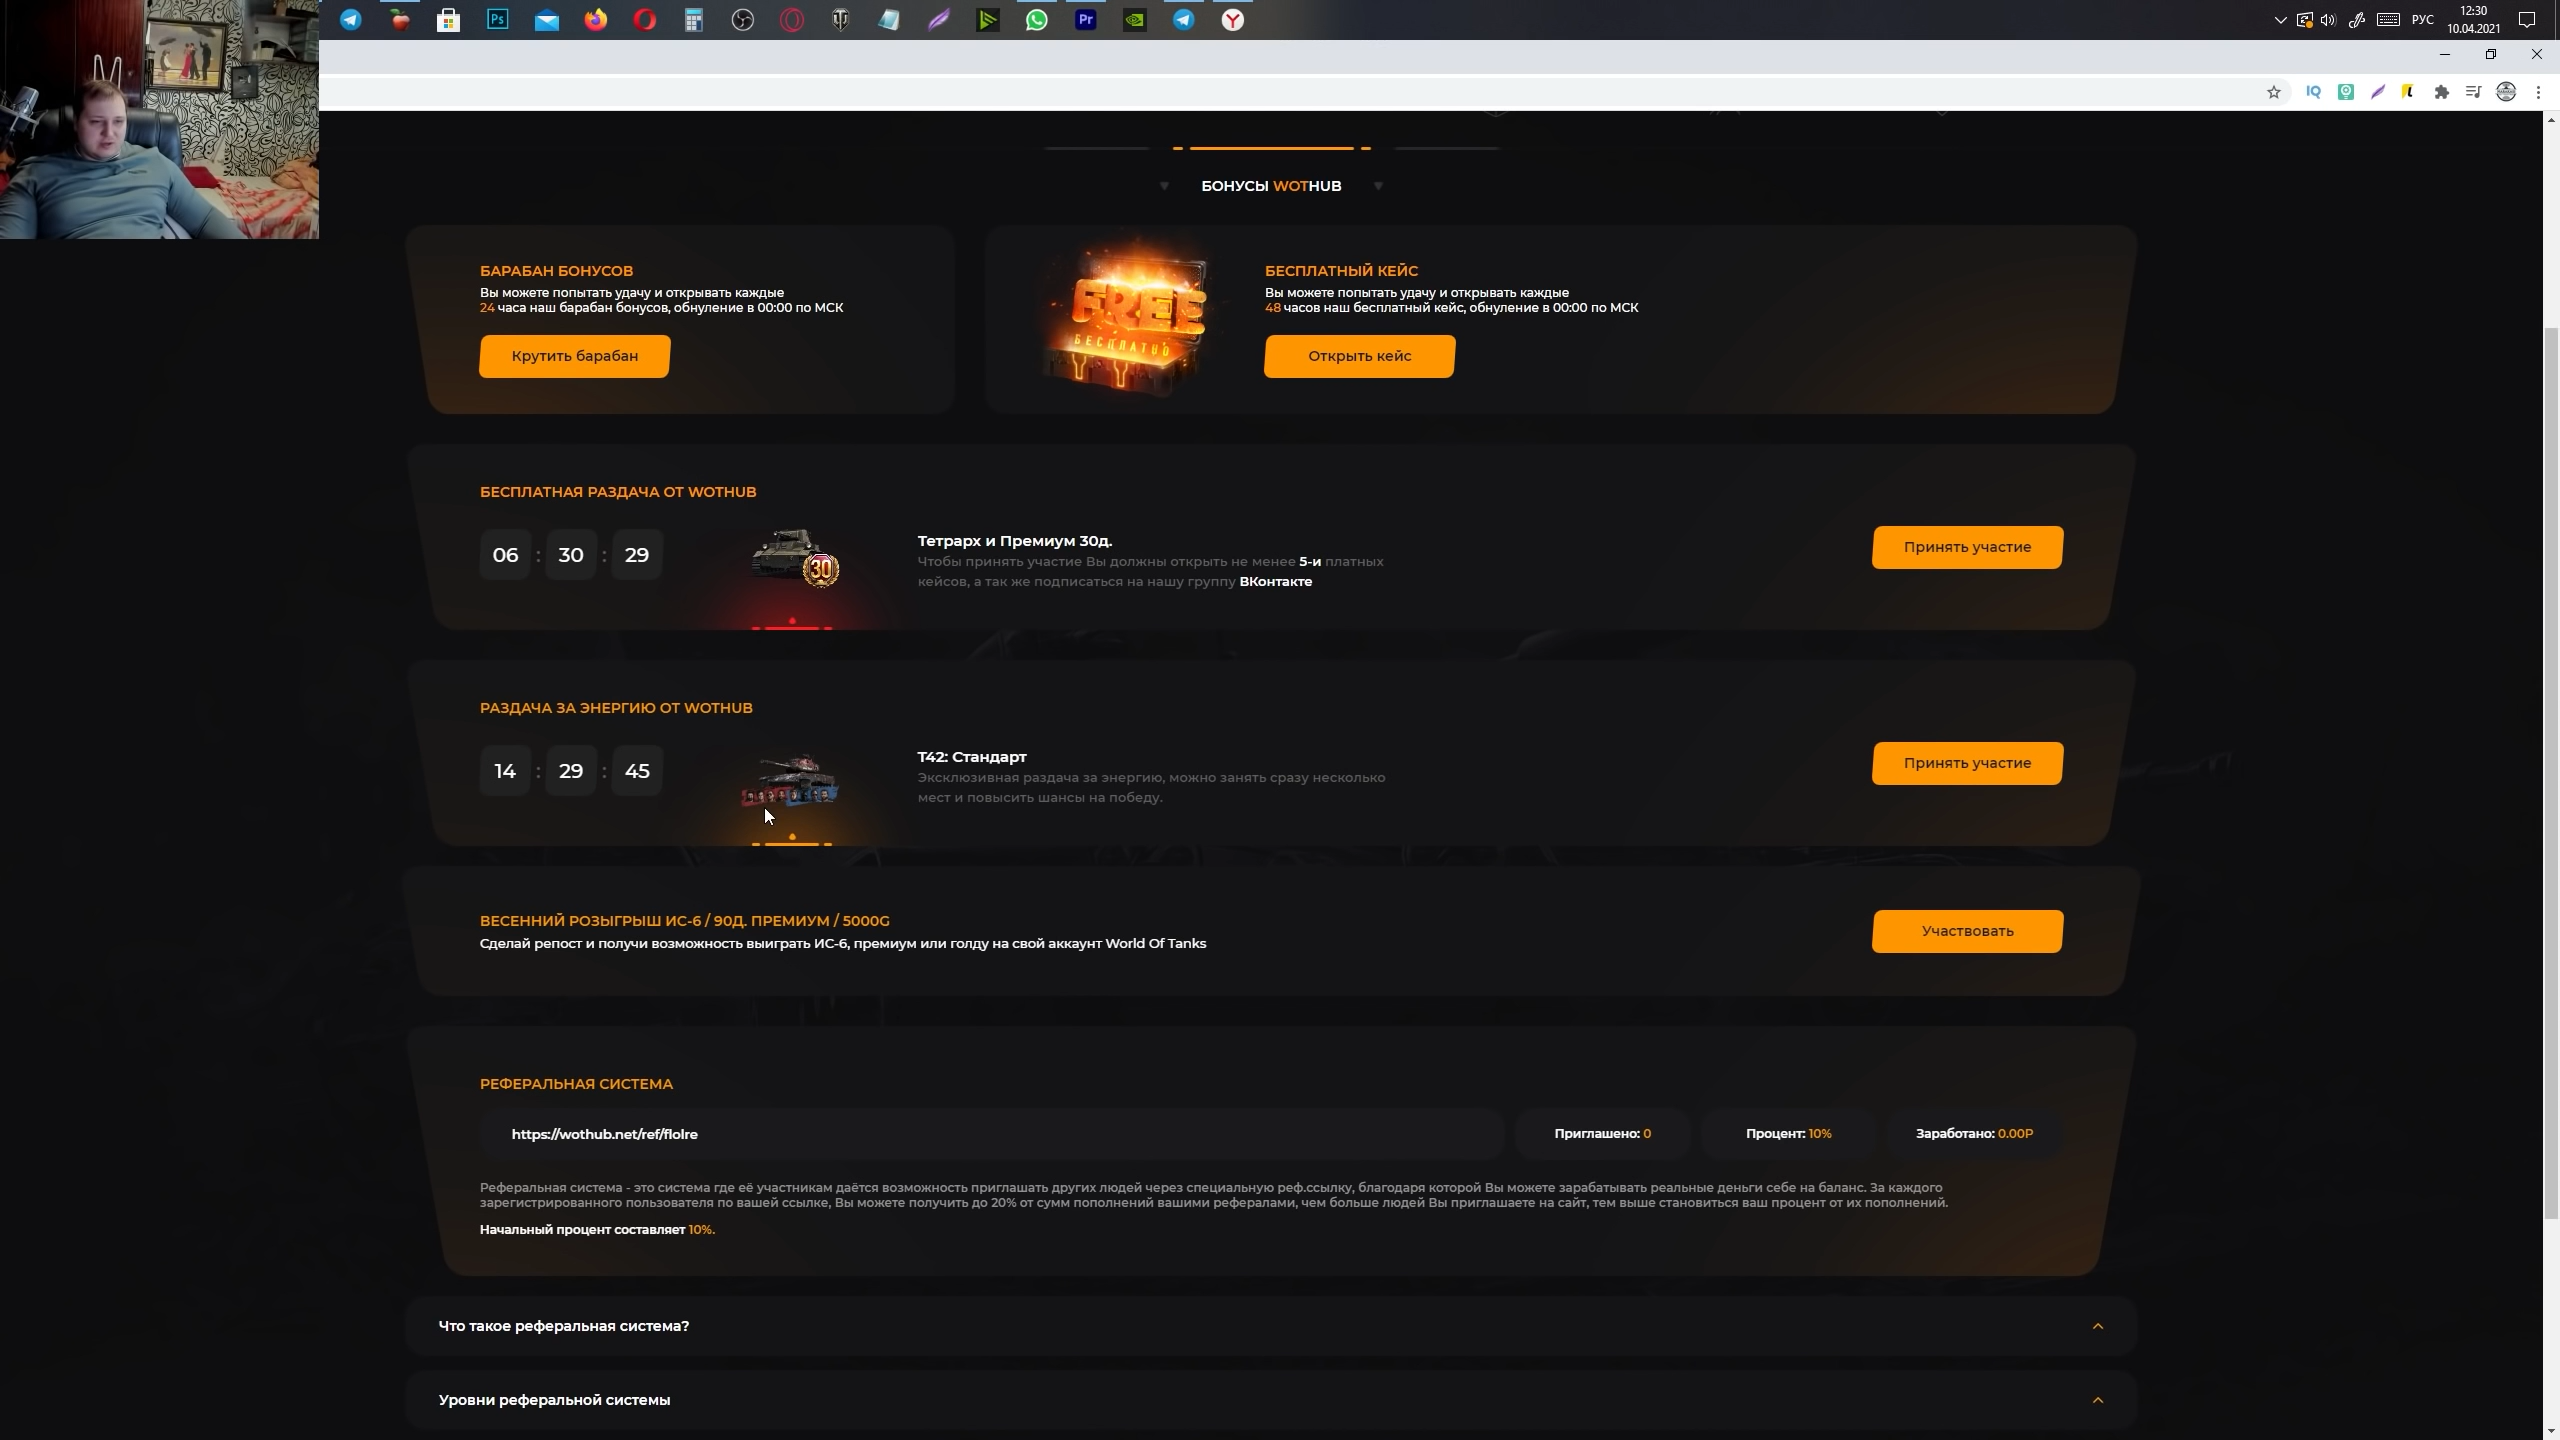 Ps
Pr
РУС
12:30
10.04.2021
IQ
БОНУСЫ WOTHUB
БАРАБАН БОНУСОВ
Вы можете попытать удачу и открывать каждые
24 часа наш барабан бонусов, обнуление в 00:00 по МСК
Крутить барабан
FREE
БЕСПЛАТНО
БЕСПЛАТНЫЙ КЕЙС
Вы можете попытать удачу и открывать каждые
48 часов наш бесплатный кейс, обнуление в 00:00 по МСК
Открыть кейс
БЕСПЛАТНАЯ РАЗДАЧА ОТ WOTHUB
06 : 30 : 29
30
Тетрарх и Премиум 30д.
Чтобы принять участие Вы должны открыть не менее 5-и платных
кейсов, а так же подписаться на нашу группу ВКонтакте
Принять участие
РАЗДАЧА ЗА ЭНЕРГИЮ ОТ WOTHUB
14 : 29 : 45
T42: Стандарт
Эксклюзивная раздача за энергию, можно занять сразу несколько
мест и повысить шансы на победу.
Принять участие
ВЕСЕННИЙ РОЗЫГРЫШ ИС-6 / 90Д. ПРЕМИУМ / 5000G
Сделай репост и получи возможность выиграть ИС-6, премиум или голду на свой аккаунт World Of Tanks
Участвовать
РЕФЕРАЛЬНАЯ СИСТЕМА
https://wothub.net/ref/flolre
Приглашено: 0
Процент: 10%
Заработано: 0.00Р
Реферальная система - это система где её участникам даётся возможность приглашать других людей через специальную реф.ссылку, благодаря которой Вы можете зарабатывать реальные деньги себе на баланс. За каждого
зарегистрированного пользователя по вашей ссылке, Вы можете получить до 20% от сумм пополнений вашими рефералами, чем больше людей Вы приглашаете на сайт, тем выше становиться ваш процент от их пополнений.
Начальный процент составляет 10%.
Что такое реферальная система?
Уровни реферальной системы